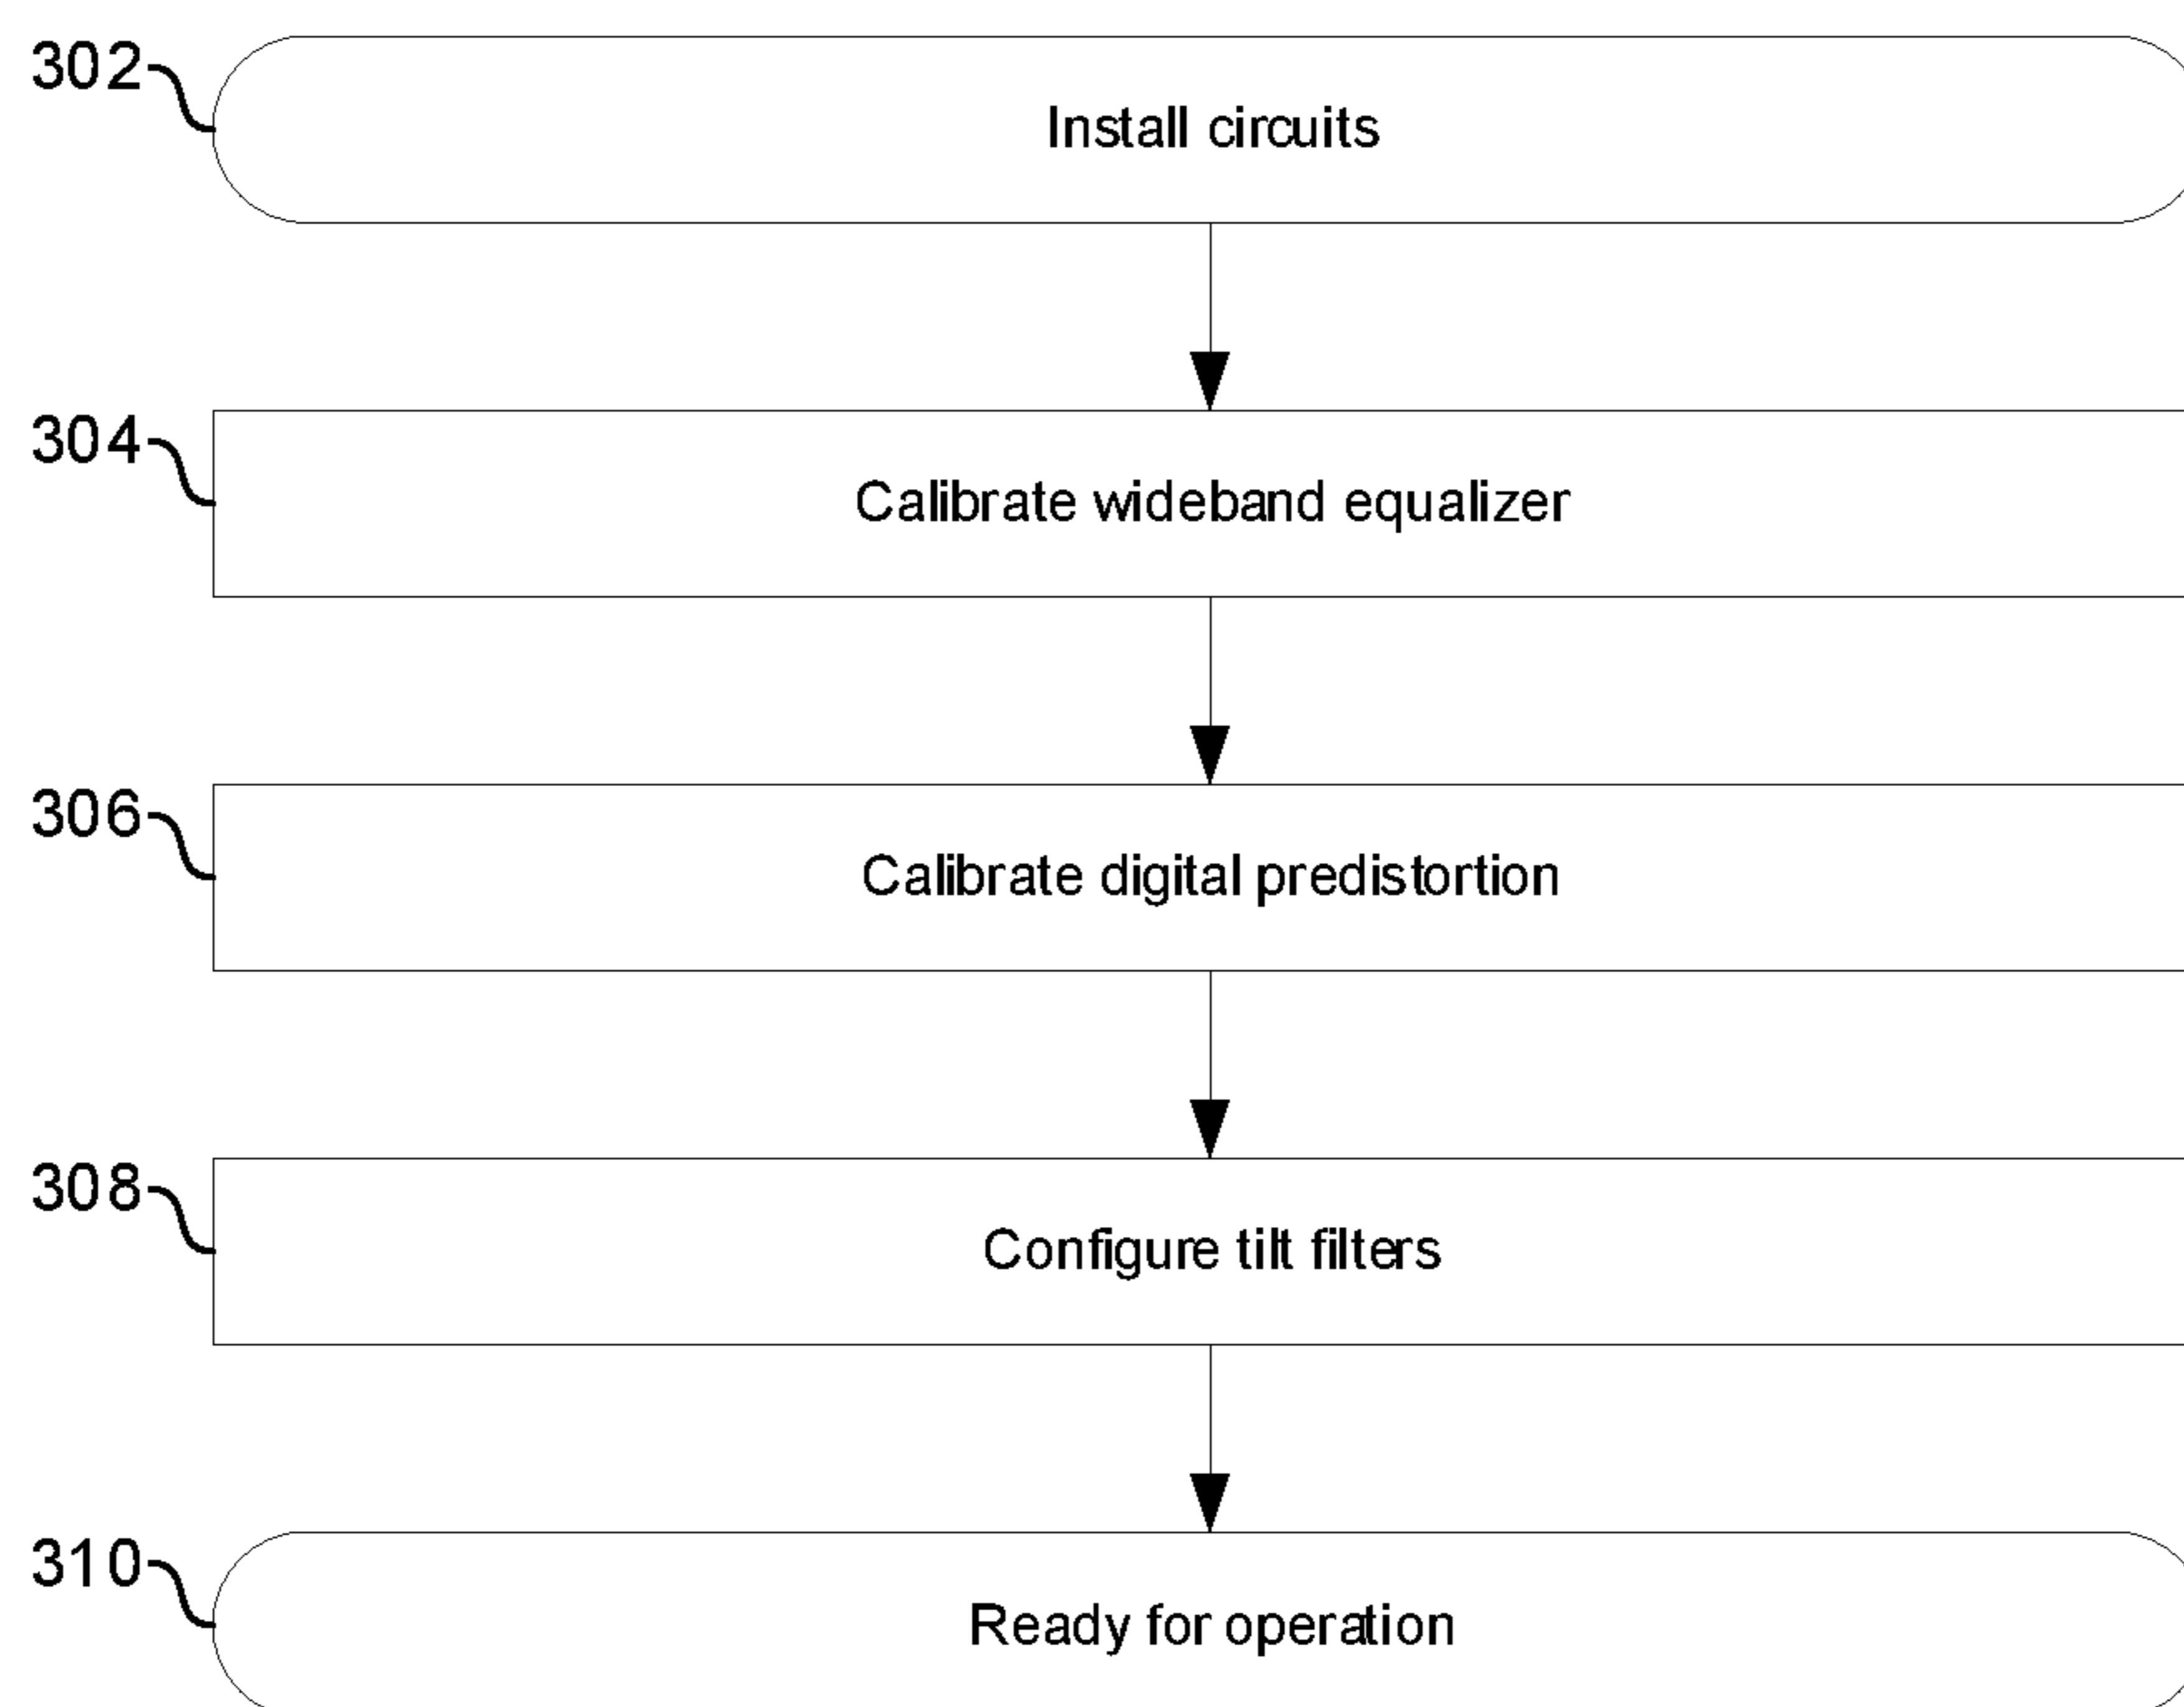 302
Install circuits
304
Calibrate wideband equalizer
306
Calibrate digital predistortion
308
Configure tilt filters
310
Ready for operation